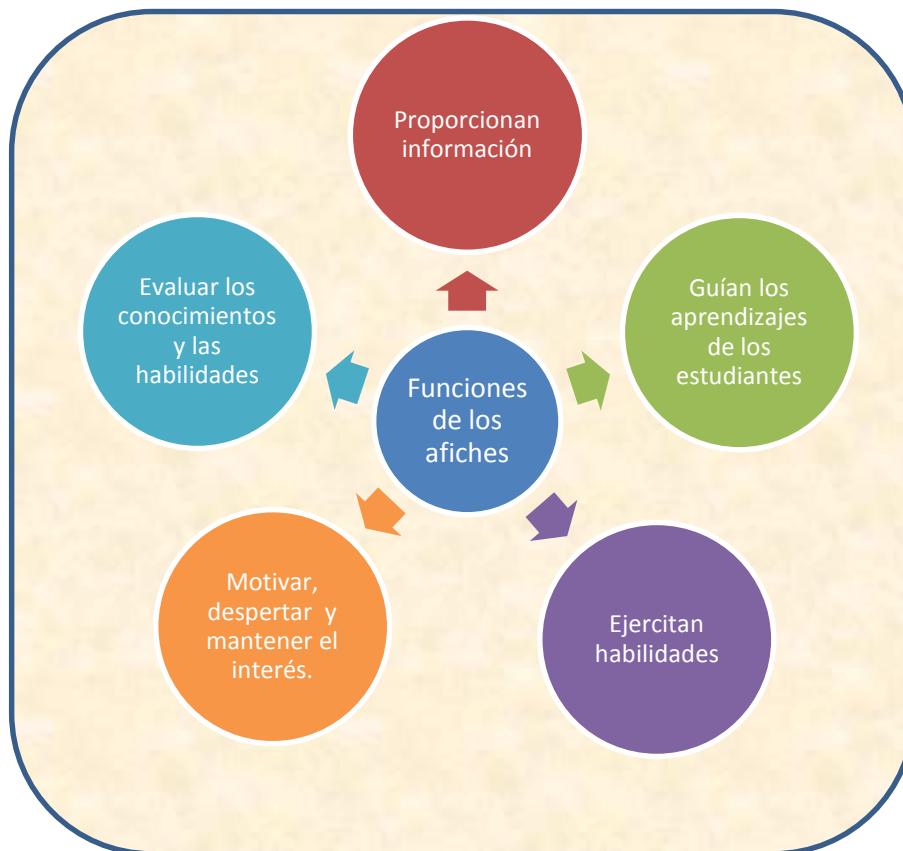 Proporcionan
información
Evaluar los
conocimientos
y las
habilidades
Guían los
aprendizajes
de los
estudiantes
Funciones
de los
afiches
Motivar,
despertar y
mantener el
interés.
Ejercitan
habilidades